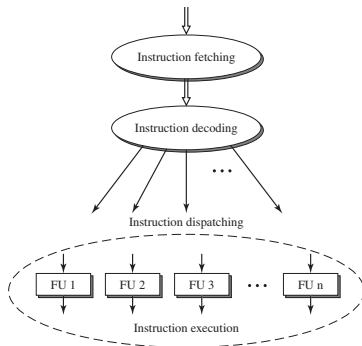 Instruction fetching
Instruction decoding
Instruction dispatching
FU 1 FU 2 FU 3 FU n
Instruction execution